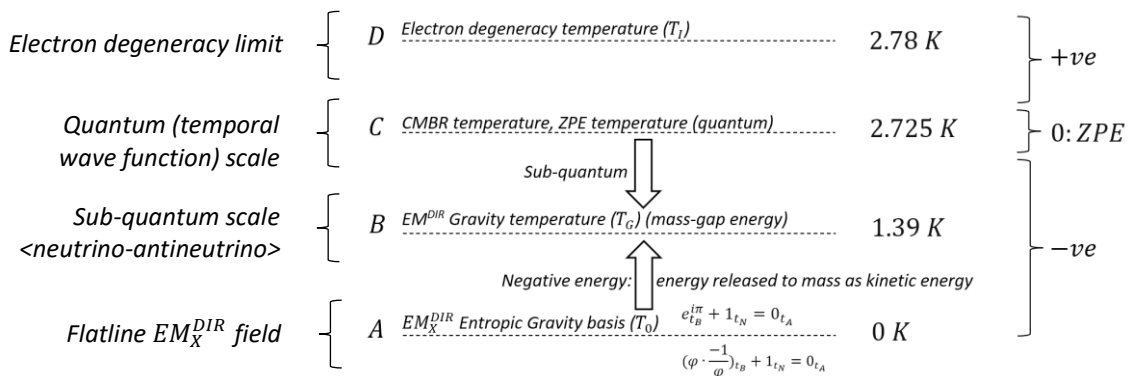 Electron degeneracy limit
D Electron degeneracy temperature (T_I) 2.78 K
+ve
Quantum (temporal wave function) scale
C CMBR temperature, ZPE temperature (quantum) 2.725 K
0: ZPE
Sub-quantum
Sub-quantum scale <neutrino-antineutrino>
B EM^DIR Gravity temperature (T_G) (mass-gap energy) 1.39 K
−ve
Negative energy: energy released to mass as kinetic energy
Flatline EM_X^DIR field
A EM_X^DIR Entropic Gravity basis (T_0) e_{t_B}^{iπ} + 1_{t_N} = 0_{t_A} 0 K
(φ · \frac{-1}{φ})_{t_B} + 1_{t_N} = 0_{t_A}